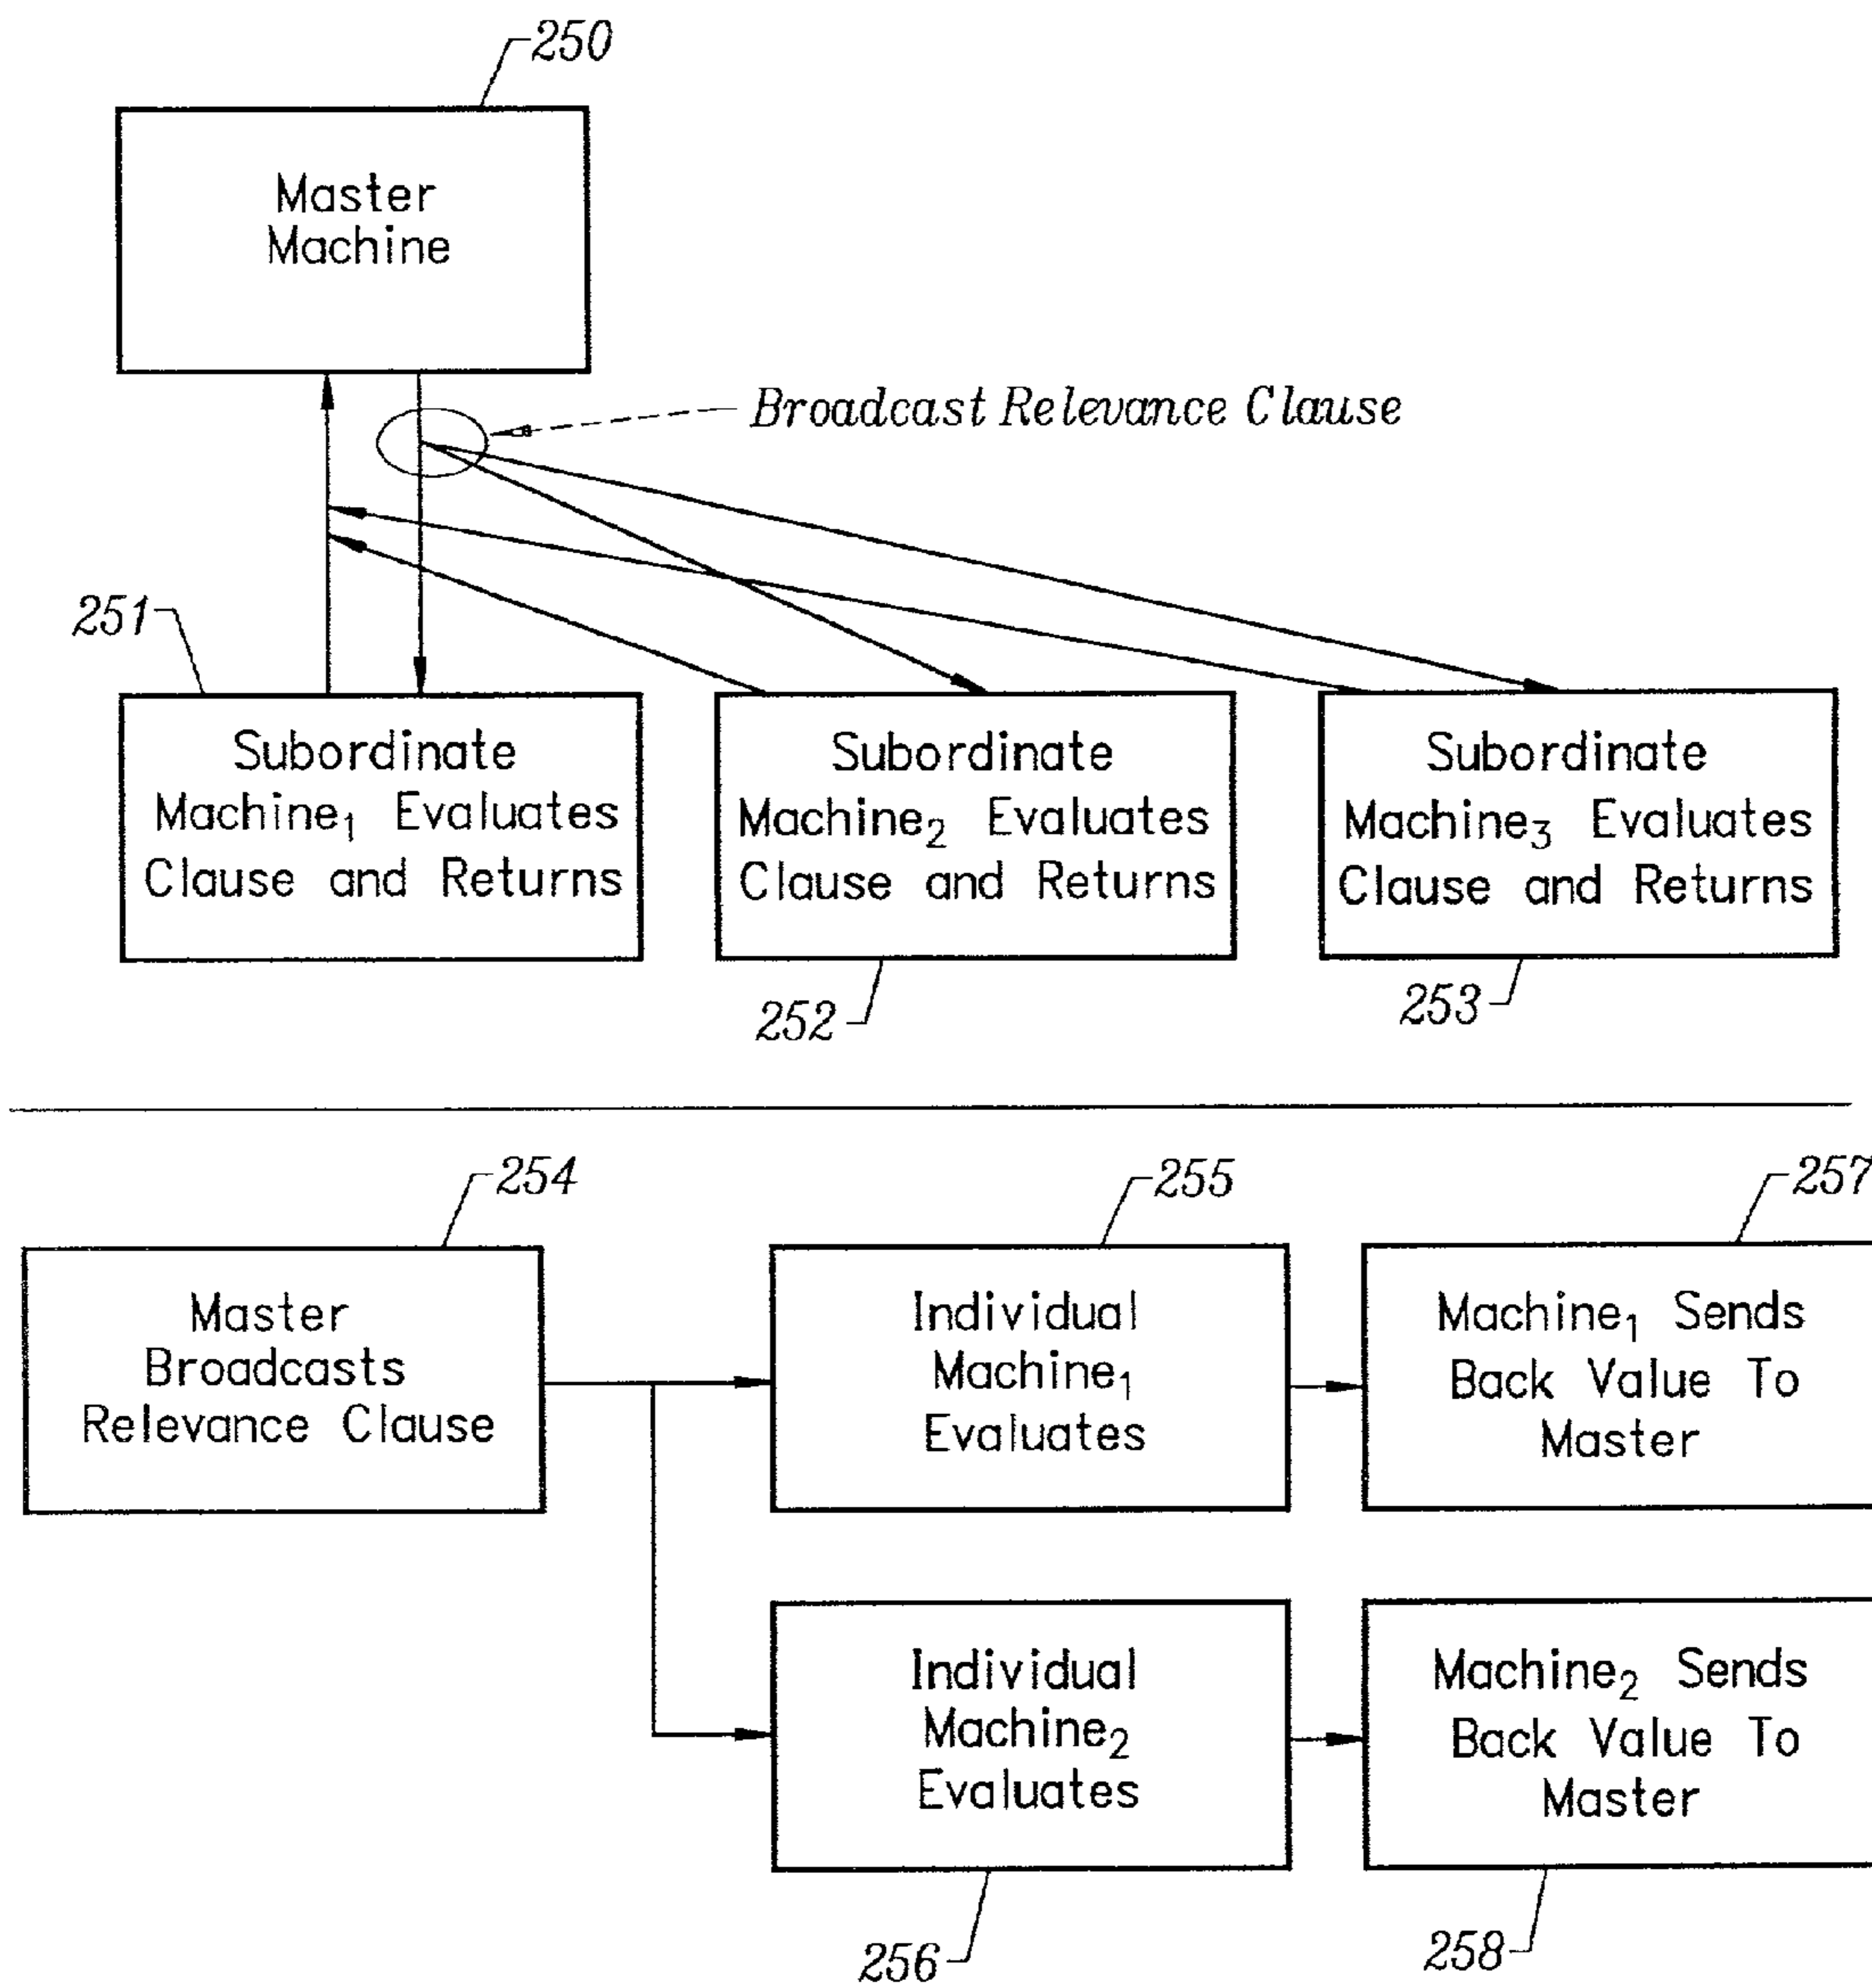 250
Master
Machine
Broadcast Relevance Clause
251
Subordinate
Machine₁ Evaluates
Clause and Returns
Subordinate
Machine₂ Evaluates
Clause and Returns
Subordinate
Machine₃ Evaluates
Clause and Returns
252
253
254
255
257
Master
Broadcasts
Relevance Clause
Individual
Machine₁
Evaluates
Machine₁ Sends
Back Value To
Master
Individual
Machine₂
Evaluates
Machine₂ Sends
Back Value To
Master
256
258